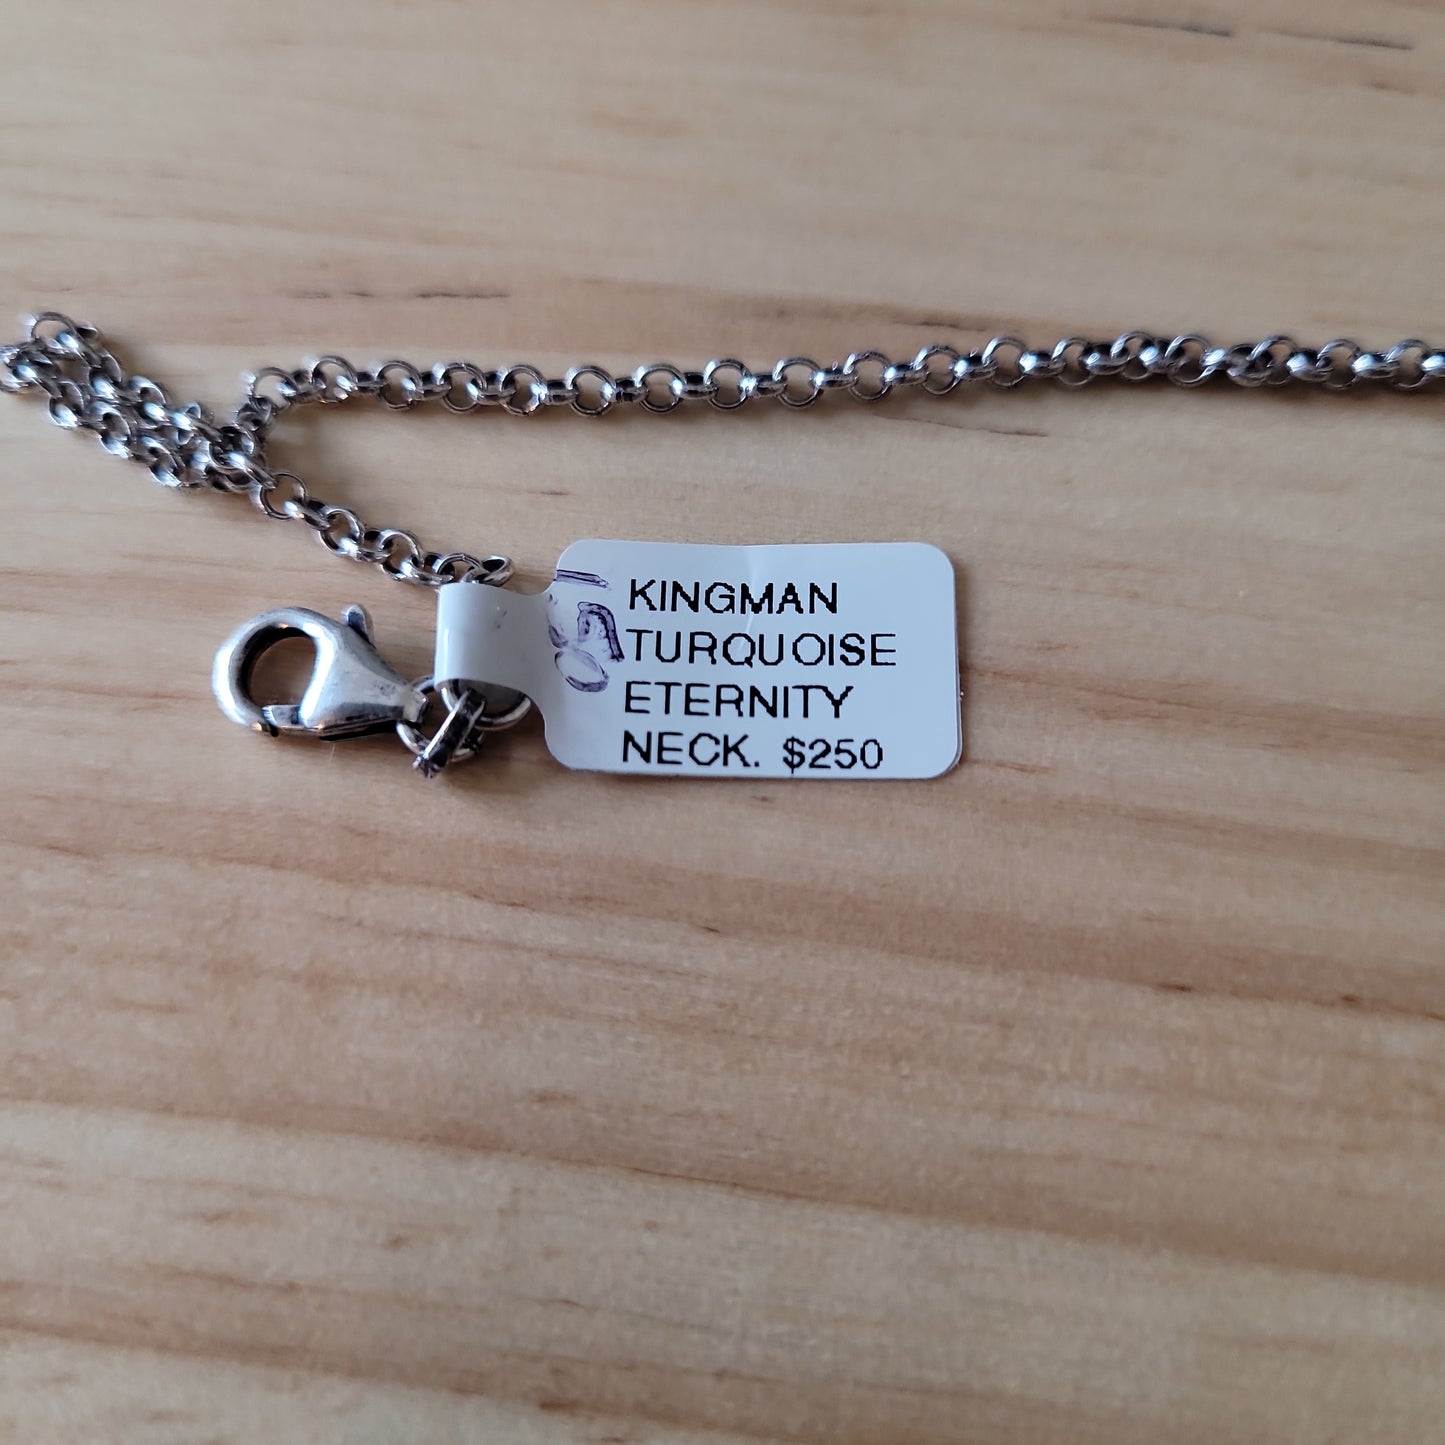 KINGMAN
TURQUOISE
ETERNITY
NECK. $250